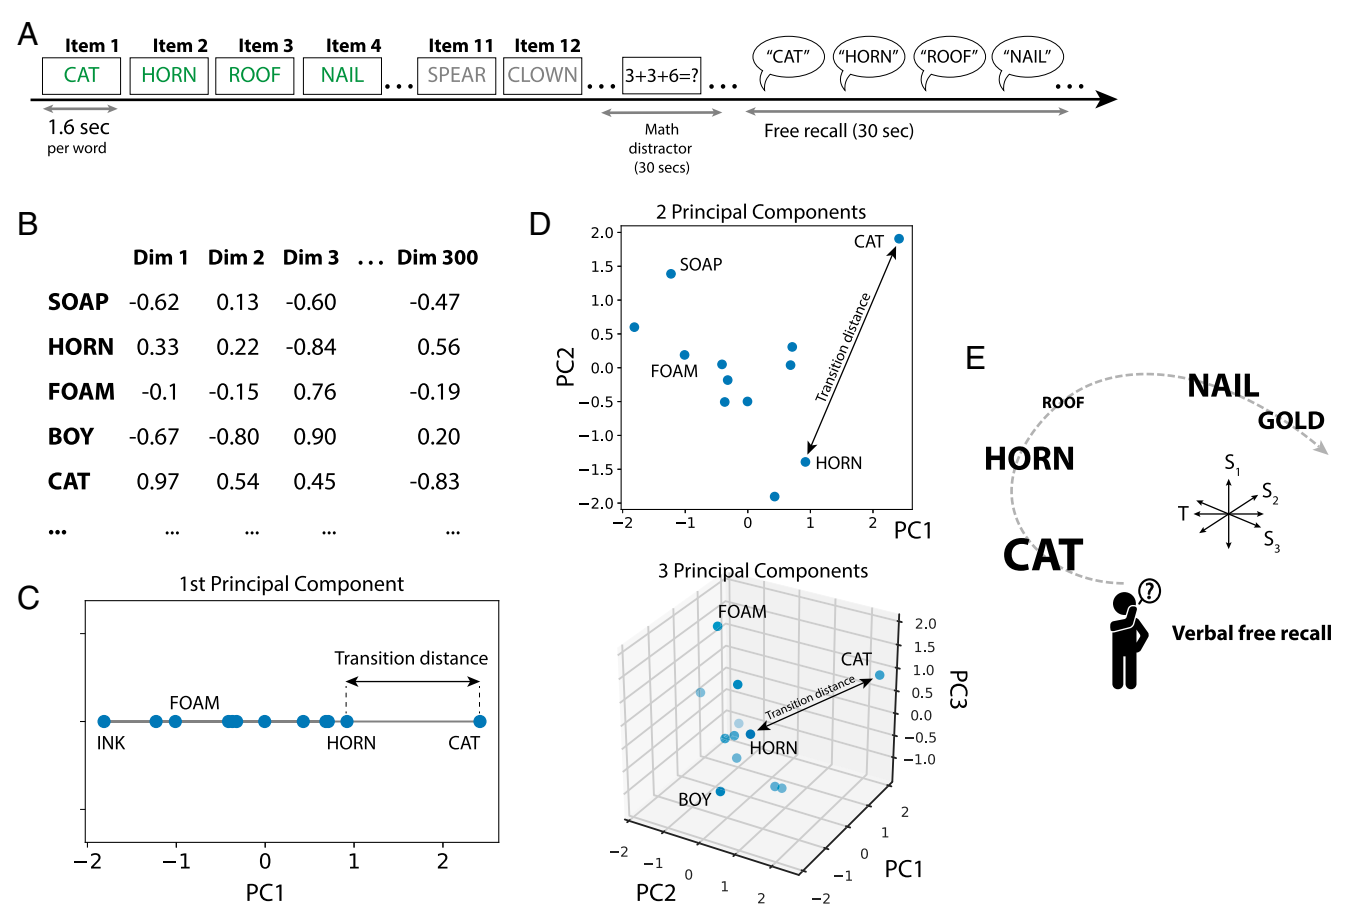 A
Item 1 Item 2 Item 3 Item 4 Item 11 Item 12
CAT HORN ROOF NAIL ... SPEAR CLOWN ... 3+3+6=? ... “CAT” “HORN” “ROOF” “NAIL” ...
1.6 sec
per word
Math
distractor
(30 secs)
Free recall (30 sec)
B
Dim 1 Dim 2 Dim 3 ... Dim 300
SOAP -0.62 0.13 -0.60 -0.47
HORN 0.33 0.22 -0.84 0.56
FOAM -0.1 -0.15 0.76 -0.19
BOY -0.67 -0.80 0.90 0.20
CAT 0.97 0.54 0.45 -0.83
... ... ... ... ...
C
1st Principal Component
Transition distance
FOAM
INK HORN CAT
−2 −1 0 1 2
PC1
D
2 Principal Components
2.0
1.5
1.0
0.5
0.0
−0.5
−1.0
−1.5
−2.0
PC2
CAT
SOAP
Transition distance
FOAM
HORN
−2 −1 0 1 2
PC1
3 Principal Components
FOAM
CAT
Transition distance
HORN
BOY
2.0
1.5
1.0
0.5
0.0
−0.5
−1.0
PC3
−2 −1 0 1 2
PC2
−2 −1 0 1 2
PC1
E
NAIL
ROOF
GOLD
HORN
S1
S2
T
S3
CAT
?
Verbal free recall